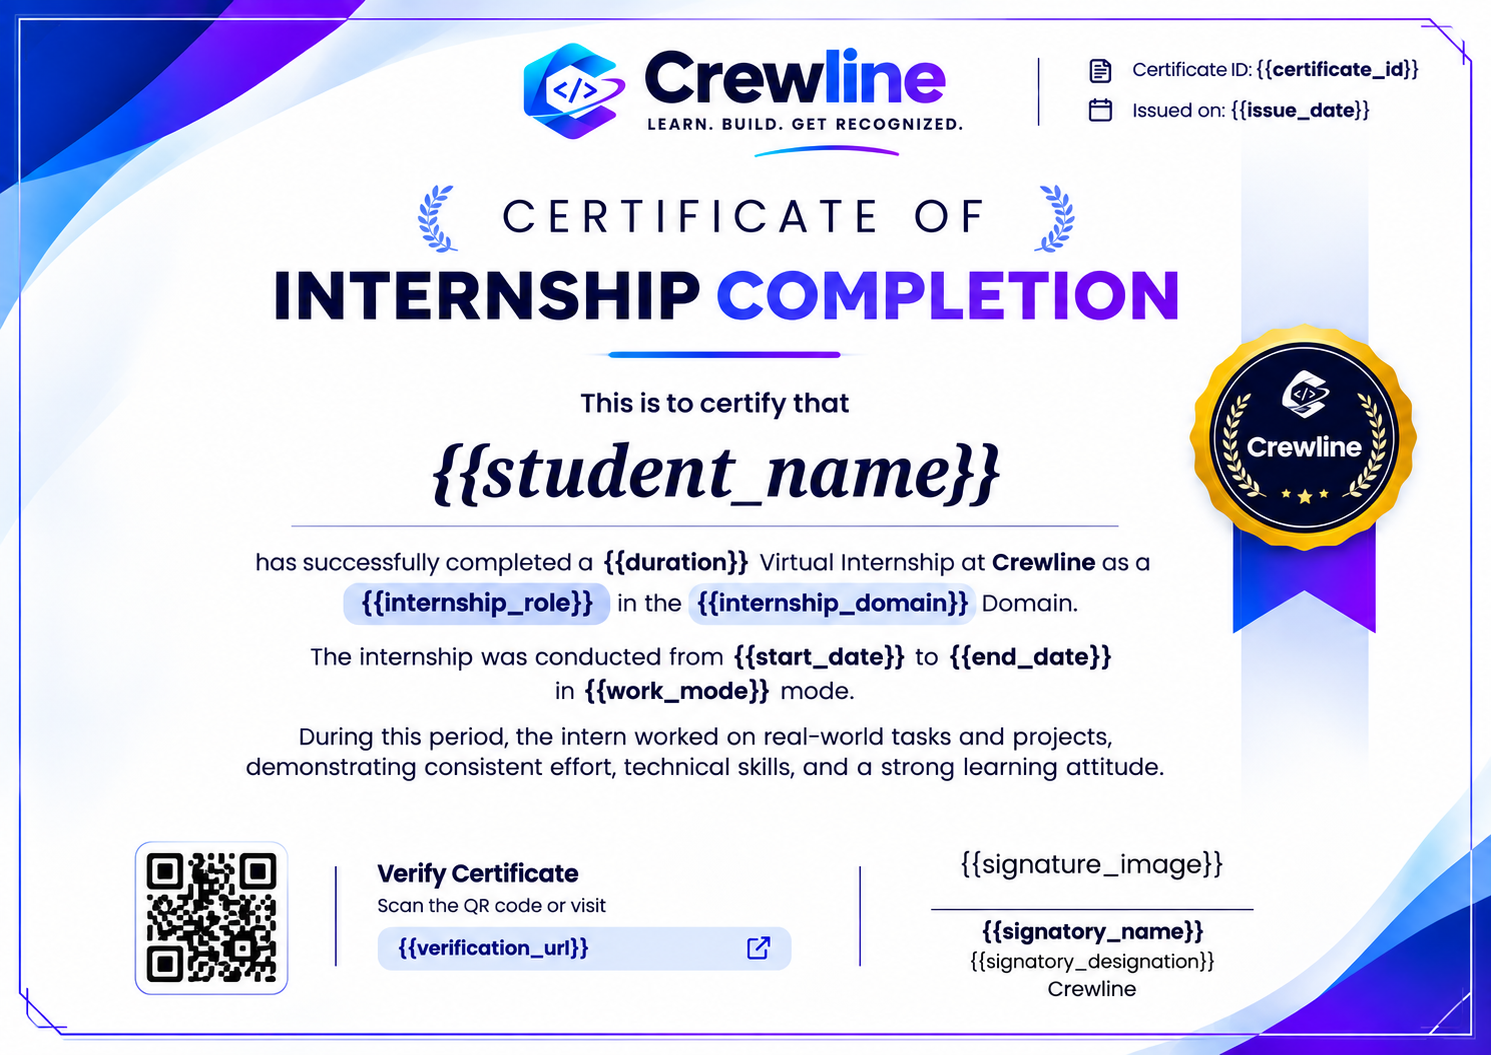 Crewline
LEARN. BUILD. GET RECOGNIZED.
Certificate ID: {{certificate_id}}
Issued on: {{issue_date}}
CERTIFICATE OF
INTERNSHIP COMPLETION
This is to certify that
{{student_name}}
has successfully completed a {{duration}} Virtual Internship at Crewline as a
{{internship_role}} in the {{internship_domain}} Domain.
The internship was conducted from {{start_date}} to {{end_date}}
in {{work_mode}} mode.
During this period, the intern worked on real-world tasks and projects,
demonstrating consistent effort, technical skills, and a strong learning attitude.
</> 
Crewline
Verify Certificate
Scan the QR code or visit
{{verification_url}}
{{signature_image}}
{{signatory_name}}
{{signatory_designation}}
Crewline